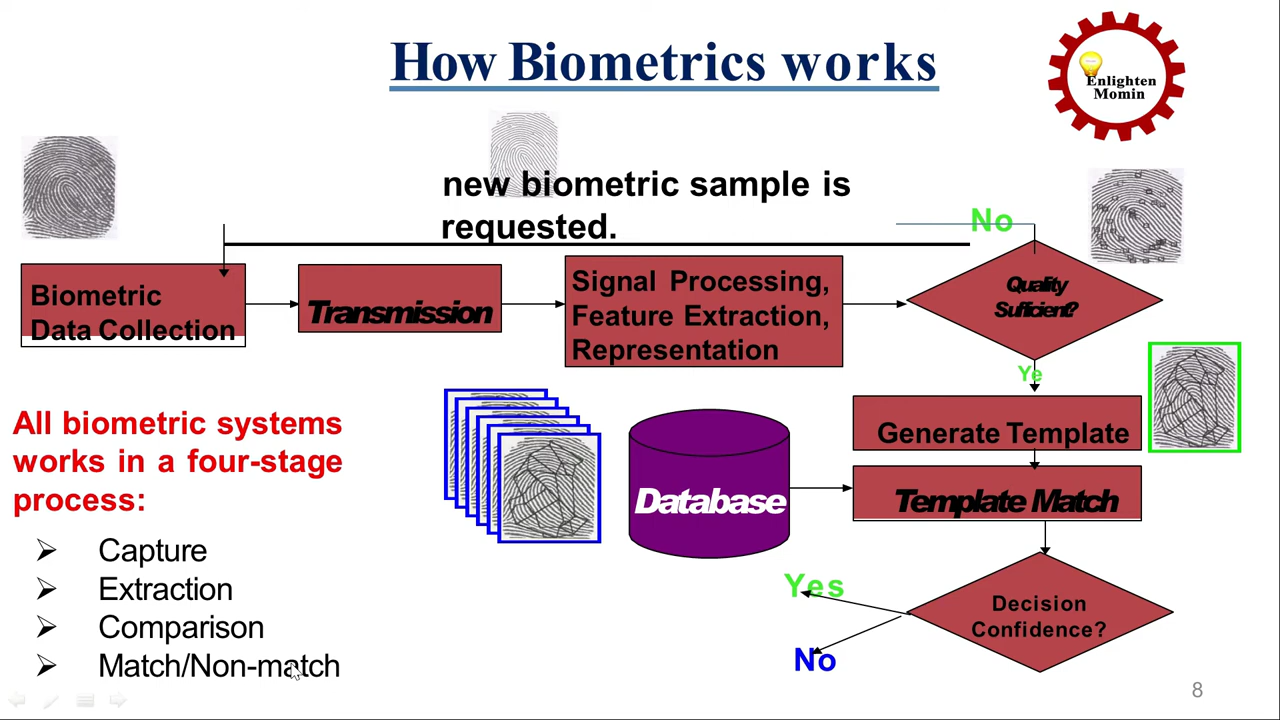 How Biometrics works
Enlighten
Momin
new biometric sample is
requested.
No
Biometric
Data Collection
Transmission
Signal Processing,
Feature Extraction,
Representation
Quality
Sufficient?
Ye
Generate Template
Template Match
Database
All biometric systems
works in a four-stage
process:
Capture
Extraction
Comparison
Match/Non-match
Yes
No
Decision
Confidence?
8